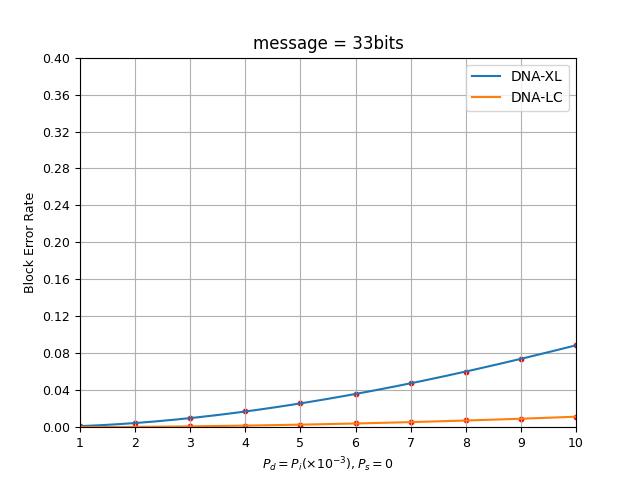 message = 33bits
DNA-XL
DNA-LC
0.40
0.36
0.32
0.28
0.24
0.20
0.16
0.12
0.08
0.04
0.00
Block Error Rate
1 2 3 4 5 6 7 8 9 10
P_d = P_i(×10^{-3}), P_s = 0